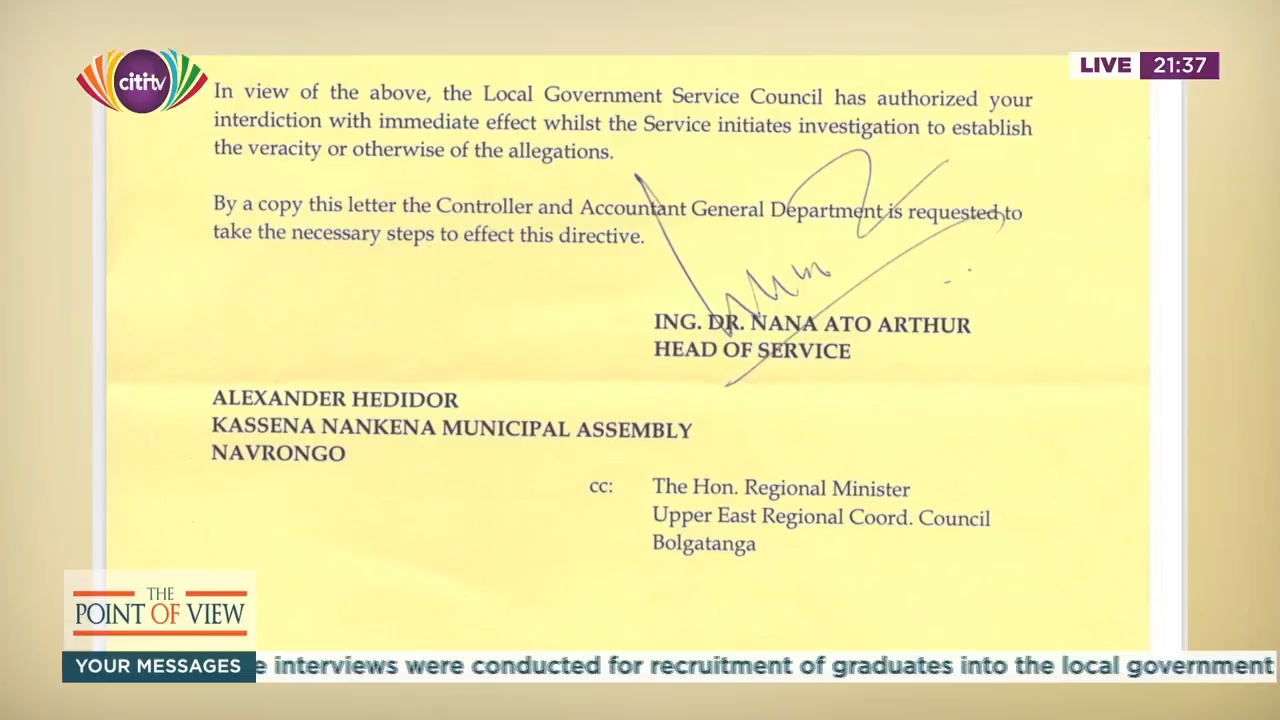 citi tv
LIVE 21:37
In view of the above, the Local Government Service Council has authorized your
interdiction with immediate effect whilst the Service initiates investigation to establish
the veracity or otherwise of the allegations.
By a copy this letter the Controller and Accountant General Department is requested to
take the necessary steps to effect this directive.
ING. DR. NANA ATO ARTHUR
HEAD OF SERVICE
ALEXANDER HEDIDOR
KASSENA NANKENA MUNICIPAL ASSEMBLY
NAVRONGO
cc: The Hon. Regional Minister
Upper East Regional Coord. Council
Bolgatanga
THE
POINT OF VIEW
YOUR MESSAGES e interviews were conducted for recruitment of graduates into the local government